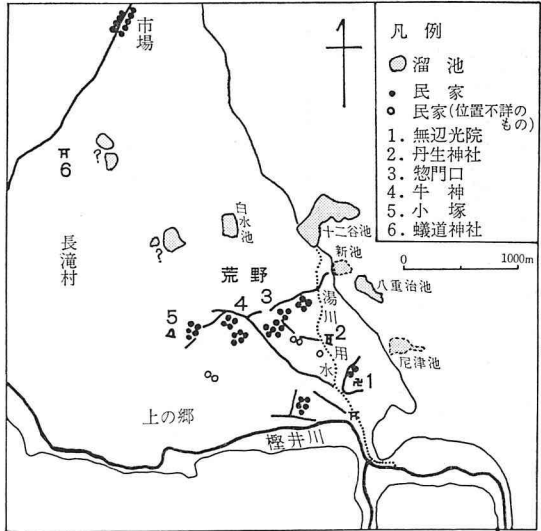 市場
凡例
溜池
民家
民家(位置不詳のもの)
1. 無辺光院
2. 丹生神社
3. 惣門口
4. 牛神
5. 小塚
6. 蟻道神社
0 1000m
?
6
長滝村
?
白水池
十二谷池
新池
八重治池
尼津池
荒野
湯川用水
5
4
3
2
1
上の郷
樫井川